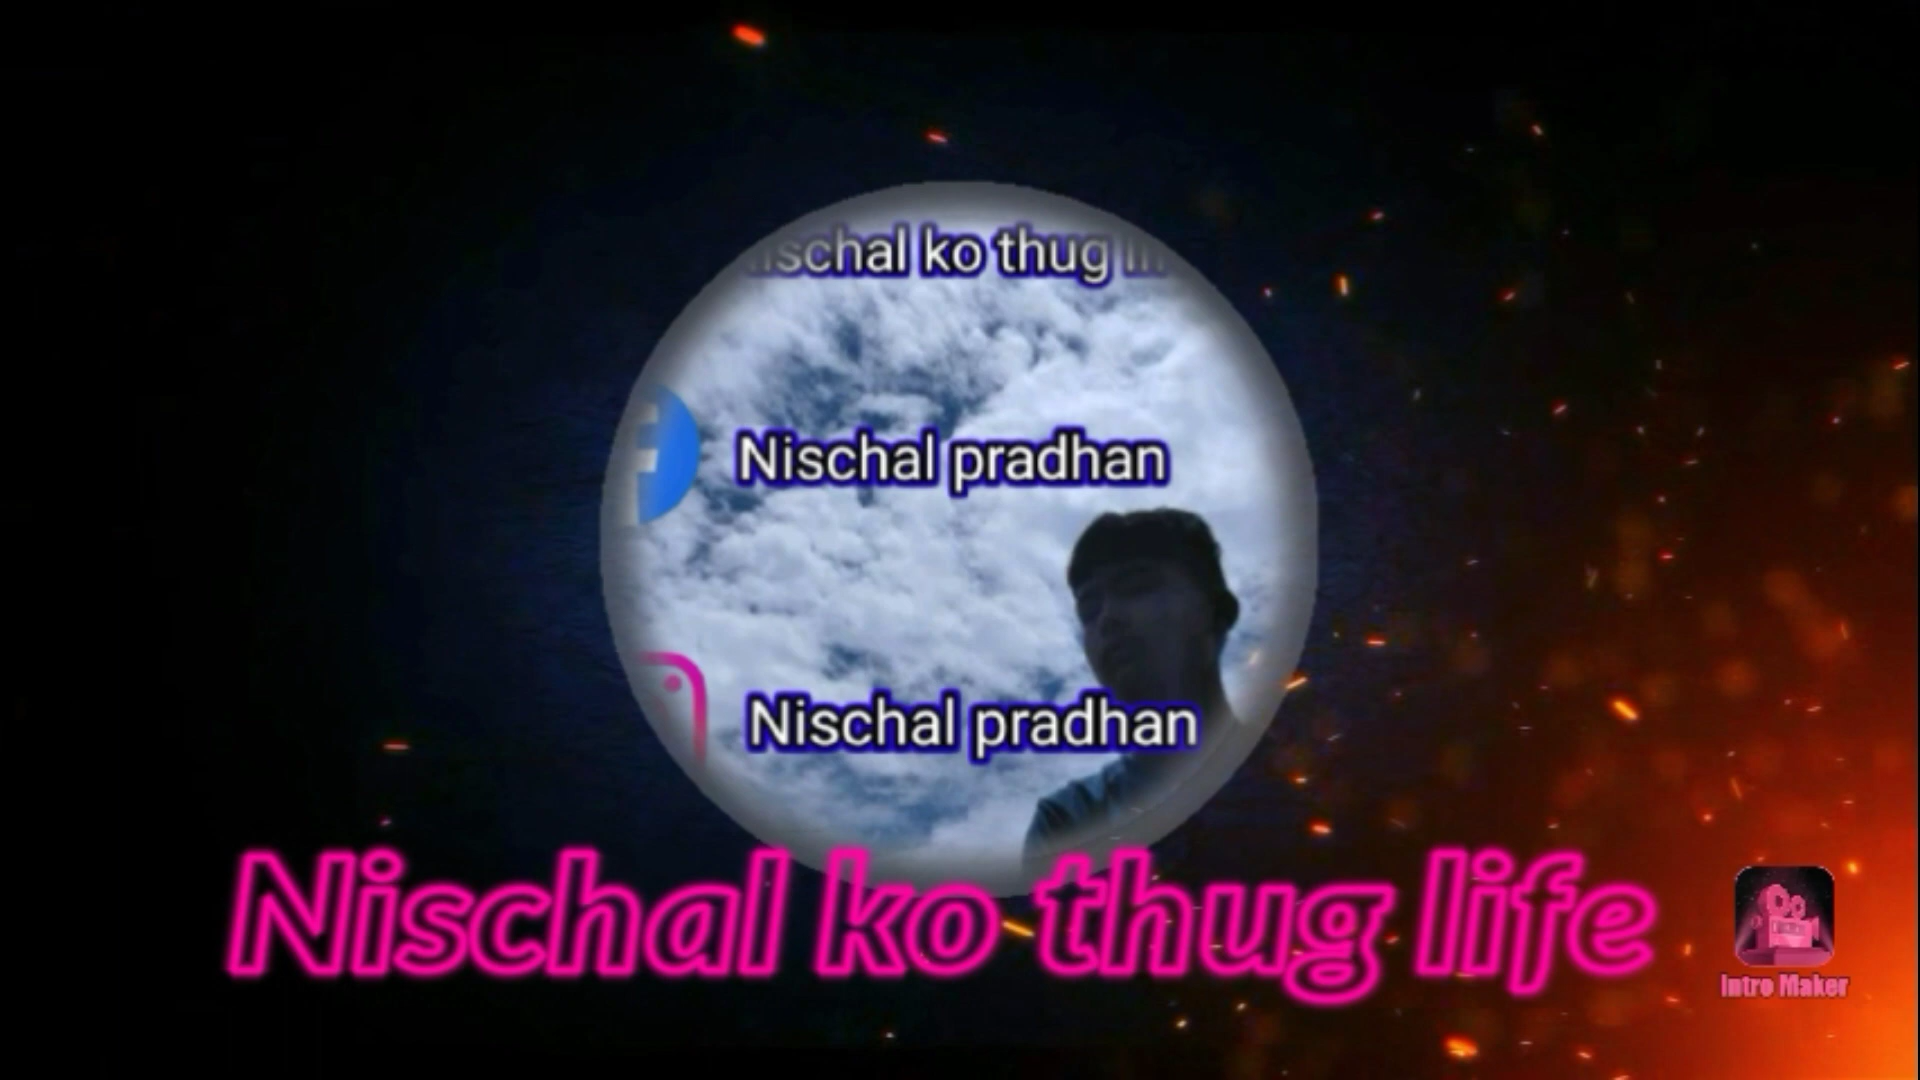 ko thug
Nischal pradhan
Nischal pradhan
Nischal ko thug life
Intro Maker